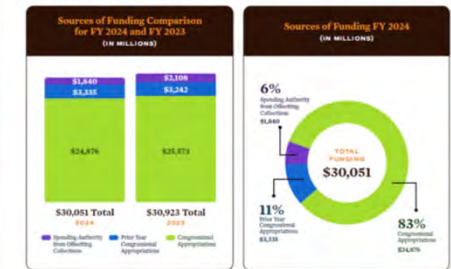 Sources of Funding Comparison
for FY 2024 and FY 2023
(IN MILLIONS)
$1,840
$3,335
$24,876
$2,108
$3,242
$25,573
$30,051 Total
2024
$30,923 Total
2023
Spending Authority
from Offsetting
Collections
Prior Year
Congressional
Appropriations
Congressional
Appropriations
Sources of Funding FY 2024
(IN MILLIONS)
6%
Spending Authority
from Offsetting
Collections
$1,840
TOTAL
FUNDING
$30,051
11%
Prior Year
Congressional
Appropriations
$3,335
83%
Congressional
Appropriations
$24,876